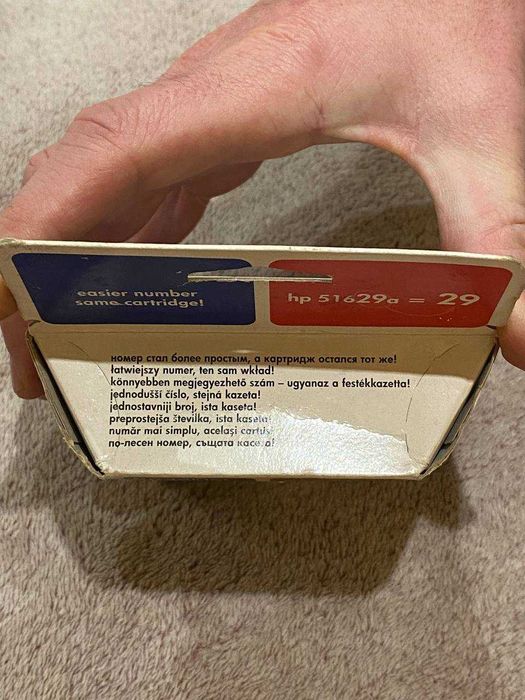 easier number
same cartridge!
hp 51629a = 29
номер стал более простым, а картридж остался тот же!
łatwiejszy numer, ten sam wkład!
könnyebben megjegyezhető szám – ugyanaz a festékkazetta!
jednodušší číslo, stejná kazeta!
jednostavniji broj, ista kaseta!
preprostejša številka, ista kaseta!
număr mai simplu, același cartuș!
по-лесен номер, същата касета!